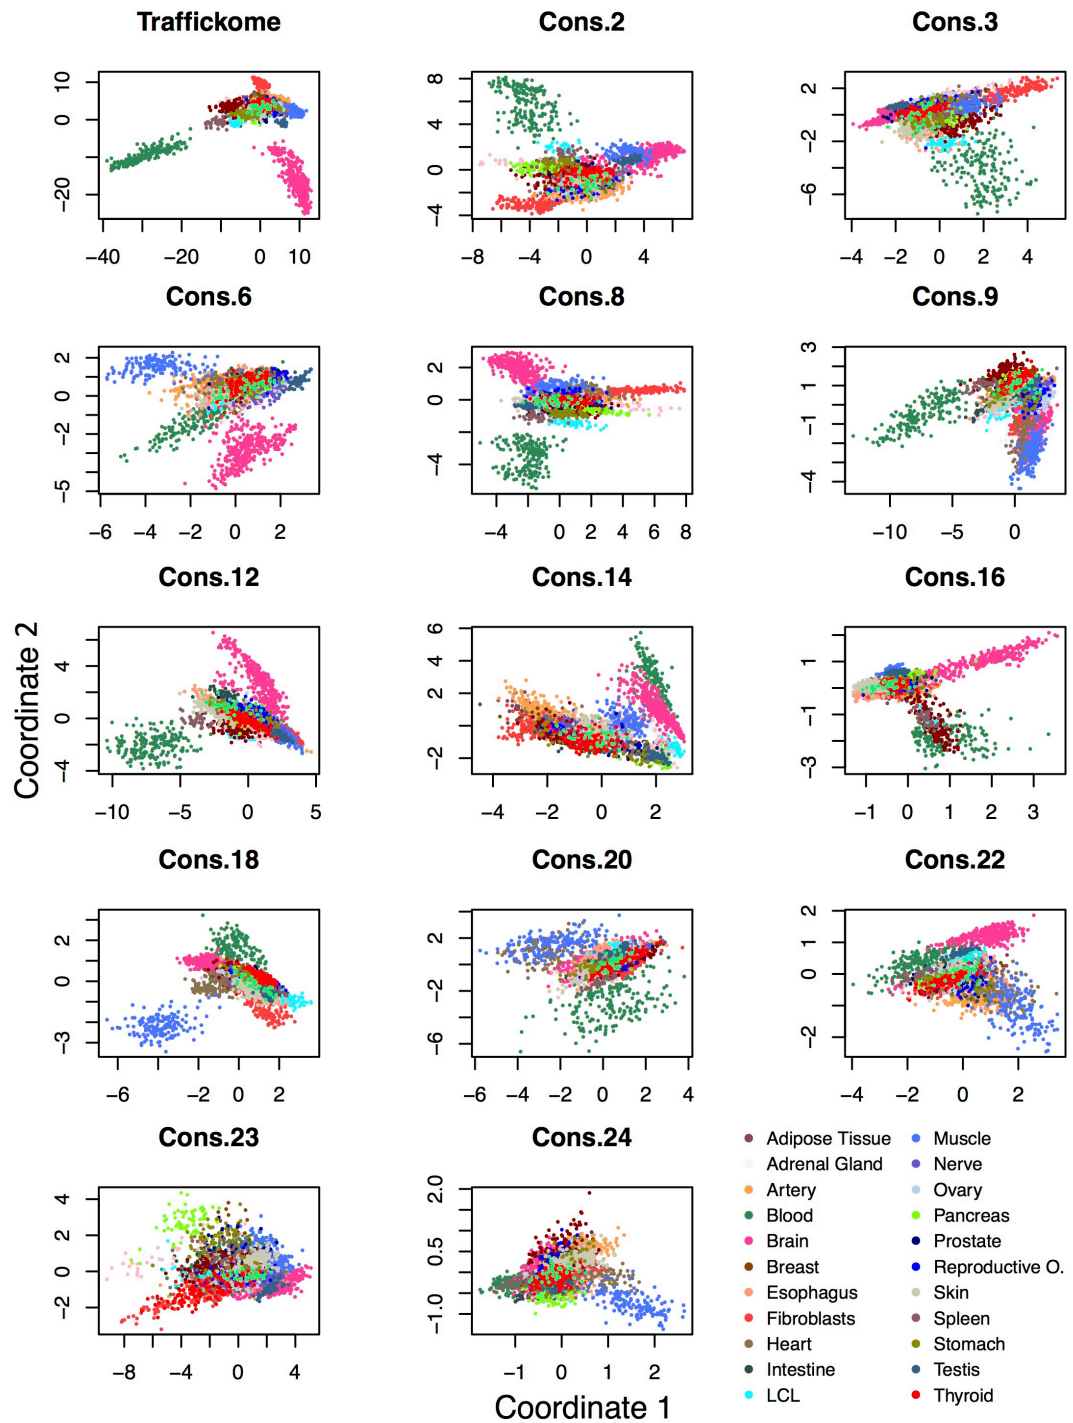 Traffickome
Cons.2
Cons.3
10
0
−20
−40
−20
0
10
8
4
0
−4
−8
−4
0
4
2
−2
−6
−4
−2
0
2
4
Cons.6
Cons.8
Cons.9
2
0
−2
−5
−6
−4
−2
0
2
2
0
−4
−4
0
2
4
6
8
3
1
−1
−4
−10
−5
0
Cons.12
Cons.14
Cons.16
Coordinate 2
4
0
−4
−10
−5
0
5
6
4
2
−2
−4
−2
0
2
1
−1
−3
−1
0
1
2
3
Cons.18
Cons.20
Cons.22
2
0
−3
−6
−2
0
2
2
−2
−6
−6
−4
−2
0
2
4
2
1
0
−2
−4
−2
0
2
Cons.23
Cons.24
4
2
0
−2
−8
−4
0
4
2.0
0.5
−1.0
−1
0
1
2
Coordinate 1
Adipose Tissue
Adrenal Gland
Artery
Blood
Brain
Breast
Esophagus
Fibroblasts
Heart
Intestine
LCL
Muscle
Nerve
Ovary
Pancreas
Prostate
Reproductive O.
Skin
Spleen
Stomach
Testis
Thyroid